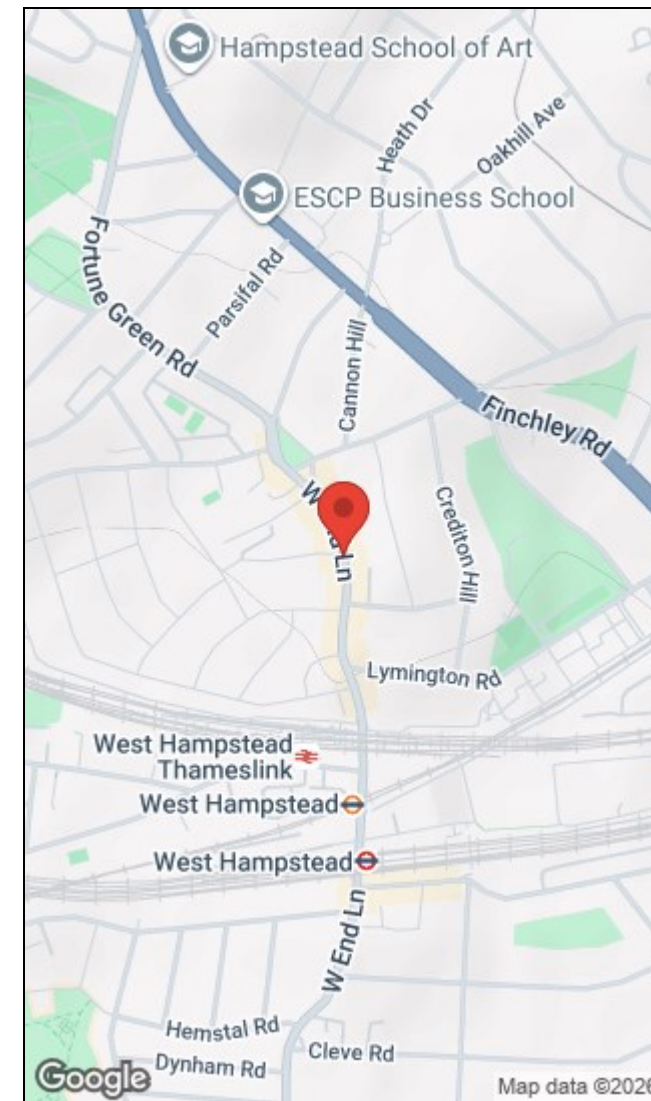 Hampstead School of Art
Heath Dr
Oakhill Ave
ESCP Business School
Fortune Green Rd
Parsifal Rd
Cannon Hill
Finchley Rd
Crediton Hill
Ln
Lymington Rd
West Hampstead
Thameslink
West Hampstead
West Hampstead
W End Ln
Hemstal Rd
Dynham Rd
Cleve Rd
Google
Map data ©2026